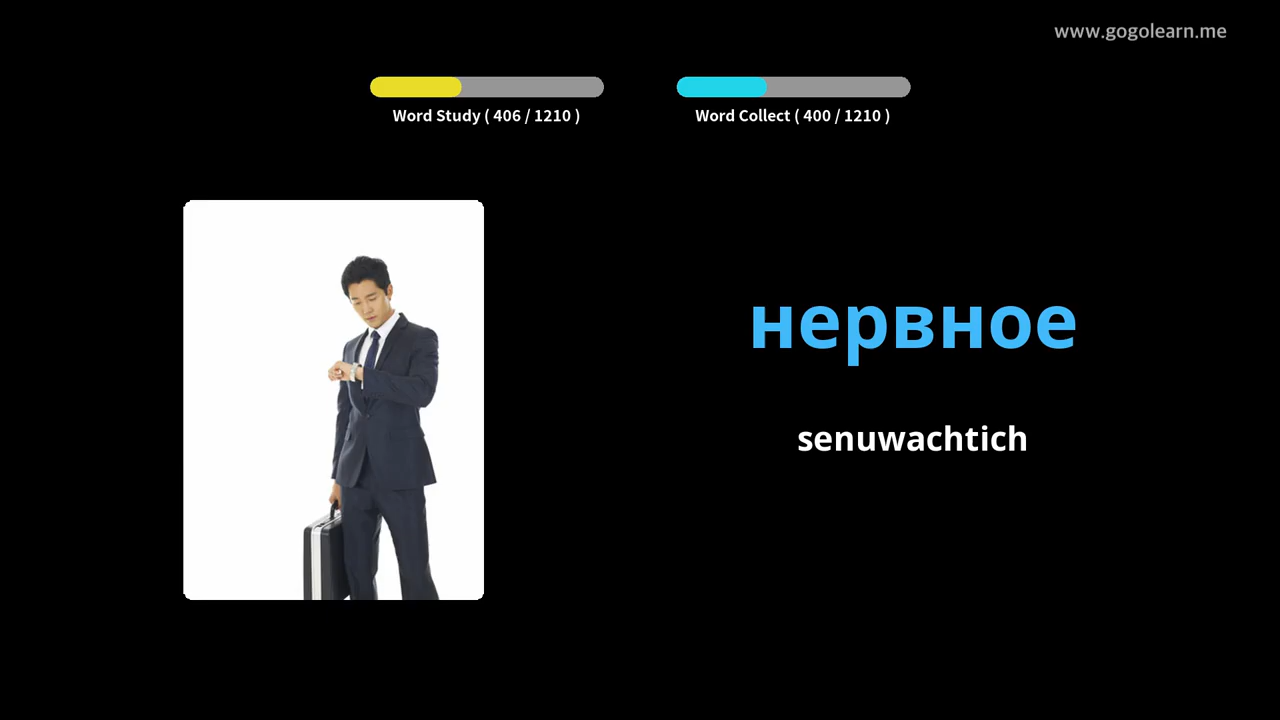 www.gogolearn.me
Word Study ( 406 / 1210 )
Word Collect ( 400 / 1210 )
нервное
senuwachtich